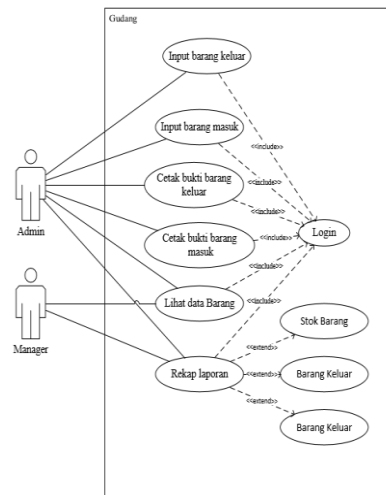 Gudang
Input barang keluar
Input barang masuk
<<include>>
Cetak bukti barang
keluar
<<include>>
<<include>>
Admin
Cetak bukti barang
masuk
<<include>>
Login
<<include>>
Lihat data Barang
<<include>>
Stok Barang
Manager
<<extend>>
Rekap laporan
<<extend>>
Barang Keluar
<<extend>>
Barang Keluar